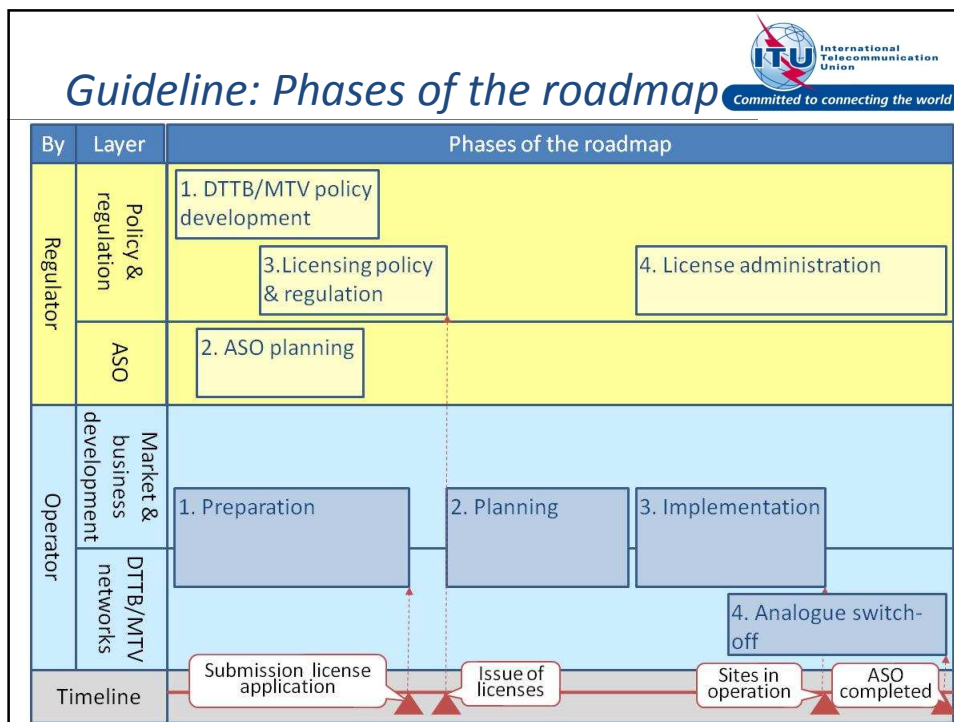 Guideline: Phases of the roadmap
ITU
International
Telecommunication
Union
Committed to connecting the world
By
Layer
Phases of the roadmap
Regulator
Policy &
regulation
1. DTTB/MTV policy
development
3.Licensing policy
& regulation
4. License administration
ASO
2. ASO planning
Operator
Market &
business
development
1. Preparation
2. Planning
3. Implementation
DTTB/MTV
networks
4. Analogue switch-
off
Timeline
Submission license
application
Issue of
licenses
Sites in
operation
ASO
completed